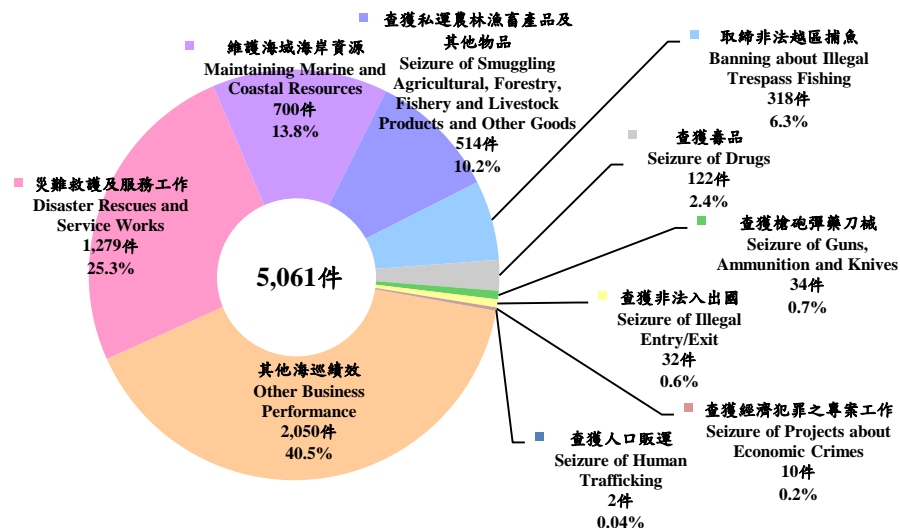 查獲私運農林漁畜產品及
其他物品
Seizure of Smuggling
Agricultural, Forestry,
Fishery and Livestock
Products and Other Goods
514件
10.2%
取締非法越區捕魚
Banning about Illegal
Trespass Fishing
318件
6.3%
維護海域海岸資源
Maintaining Marine and
Coastal Resources
700件
13.8%
查獲毒品
Seizure of Drugs
122件
2.4%
災難救護及服務工作
Disaster Rescues and
Service Works
1,279件
25.3%
查獲槍砲彈藥刀械
Seizure of Guns,
Ammunition and Knives
34件
0.7%
5,061件
查獲非法入出國
Seizure of Illegal
Entry/Exit
32件
0.6%
其他海巡績效
Other Business
Performance
2,050件
40.5%
查獲經濟犯罪之專案工作
Seizure of Projects about
Economic Crimes
10件
0.2%
查獲人口販運
Seizure of Human
Trafficking
2件
0.04%